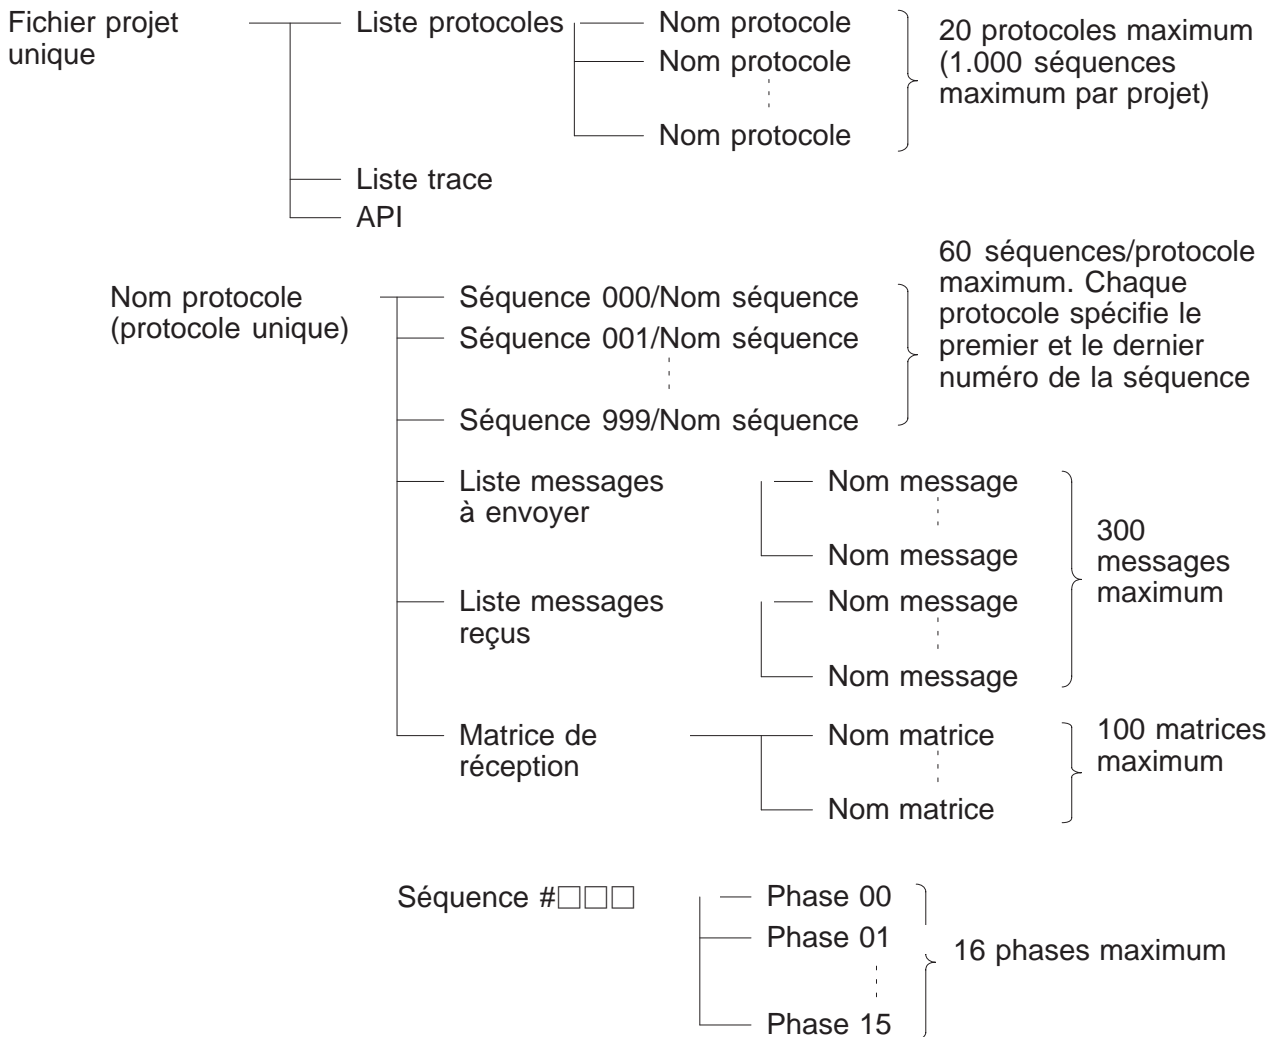 Fichier projet
unique
Liste protocoles
Nom protocole
Nom protocole
Nom protocole
20 protocoles maximum
(1.000 séquences
maximum par projet)
Liste trace
API
Nom protocole
(protocole unique)
Séquence 000/Nom séquence
Séquence 001/Nom séquence
Séquence 999/Nom séquence
60 séquences/protocole
maximum. Chaque
protocole spécifie le
premier et le dernier
numéro de la séquence
Liste messages
à envoyer
Nom message
Nom message
Liste messages
reçus
Nom message
Nom message
300
messages
maximum
Matrice de
réception
Nom matrice
Nom matrice
100 matrices
maximum
Séquence #□□□
Phase 00
Phase 01
Phase 15
16 phases maximum